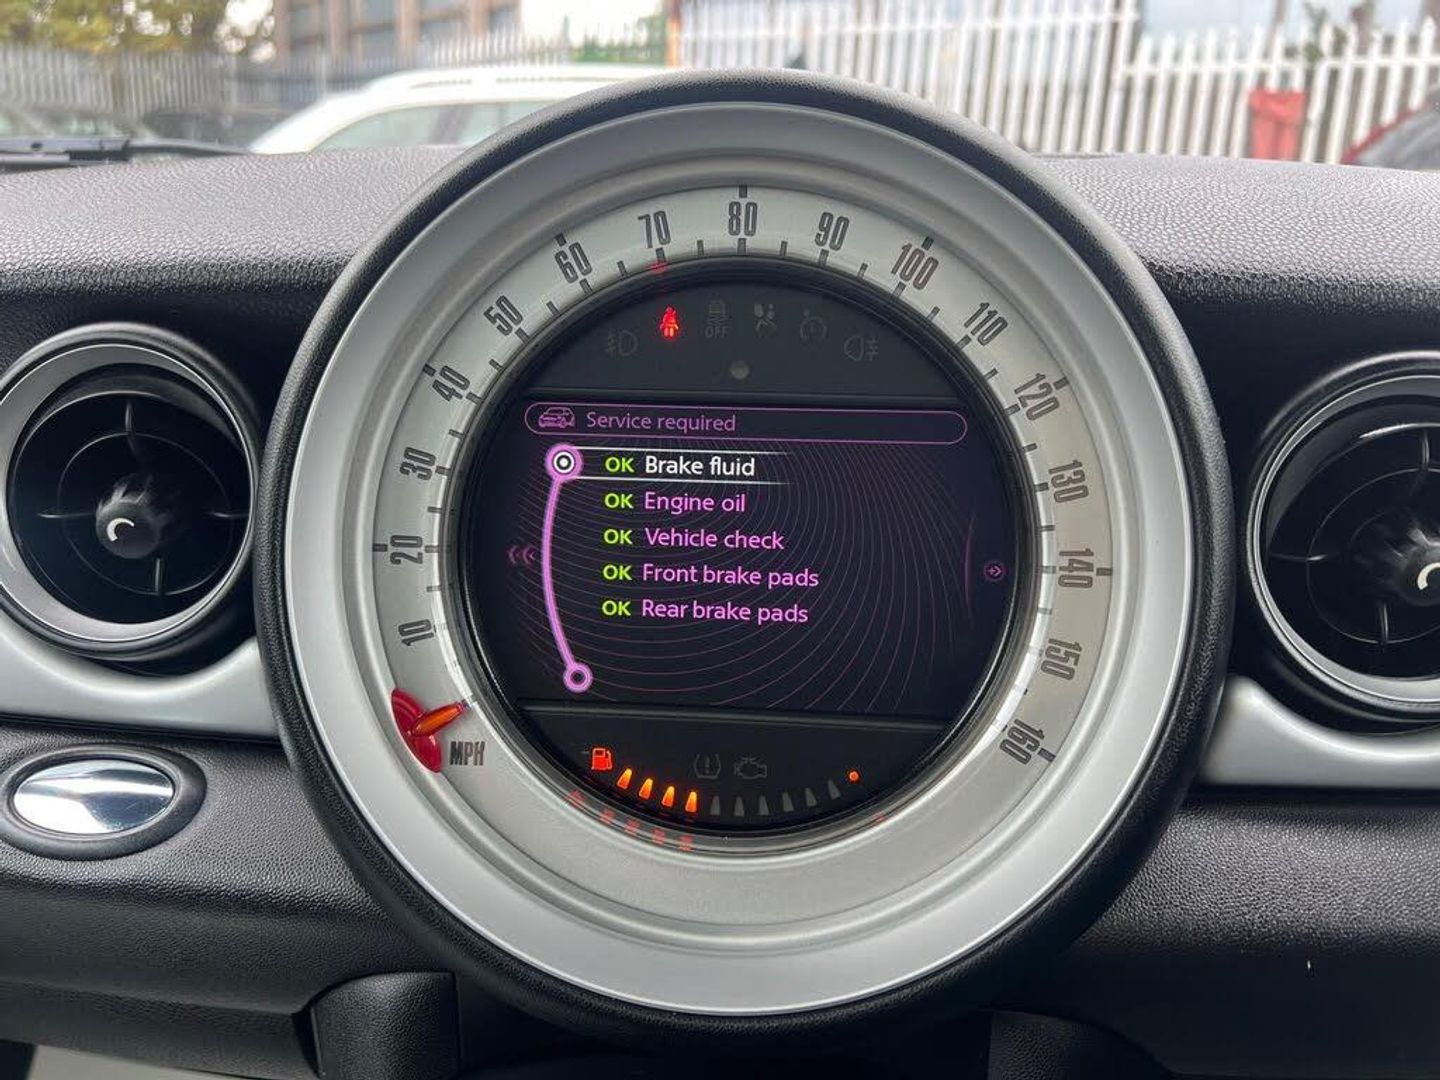 10
20
30
40
50
60
70
80
90
100
110
120
130
140
150
160
MPH
OFF
Service required
OK Brake fluid
OK Engine oil
OK Vehicle check
OK Front brake pads
OK Rear brake pads